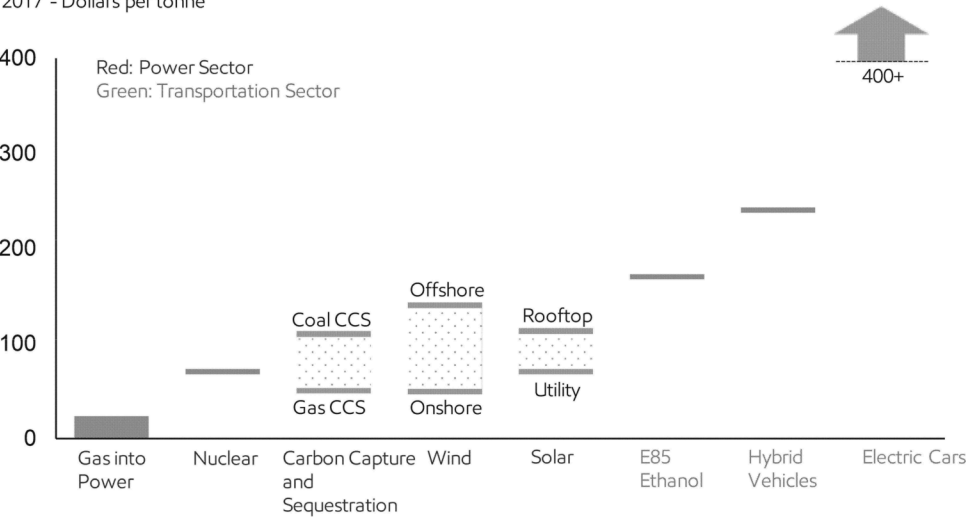 2017 - Dollars per tonne
400+
400
Red: Power Sector
Green: Transportation Sector
300
200
Offshore
Coal CCS
Rooftop
100
Utility
Gas CCS
Onshore
0
Gas into
Power
Nuclear
Carbon Capture
and
Sequestration
Wind
Solar
E85
Ethanol
Hybrid
Vehicles
Electric Cars